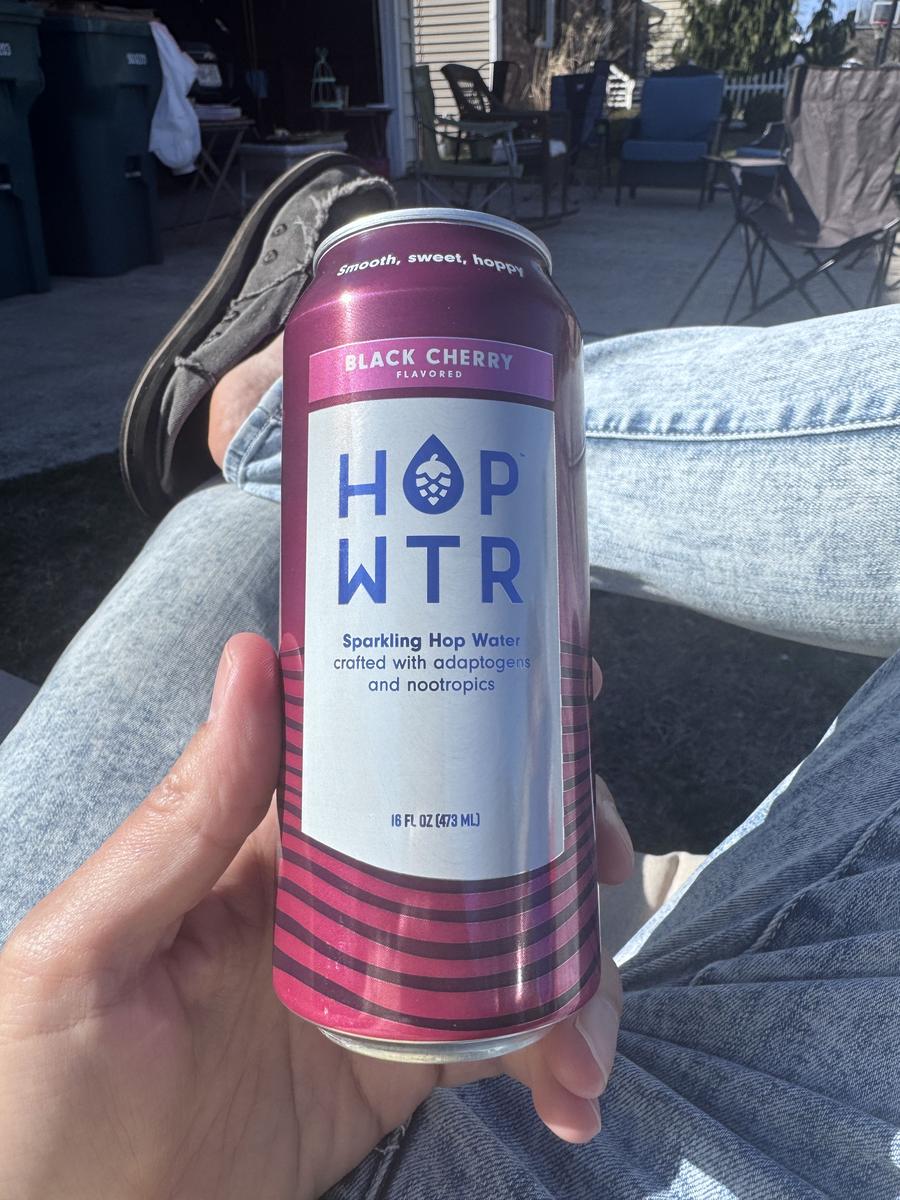 Smooth, sweet, hoppy
BLACK CHERRY
FLAVORED
HOP™
WTR
Sparkling Hop Water
crafted with adaptogens
and nootropics
16 FL OZ (473 ML)